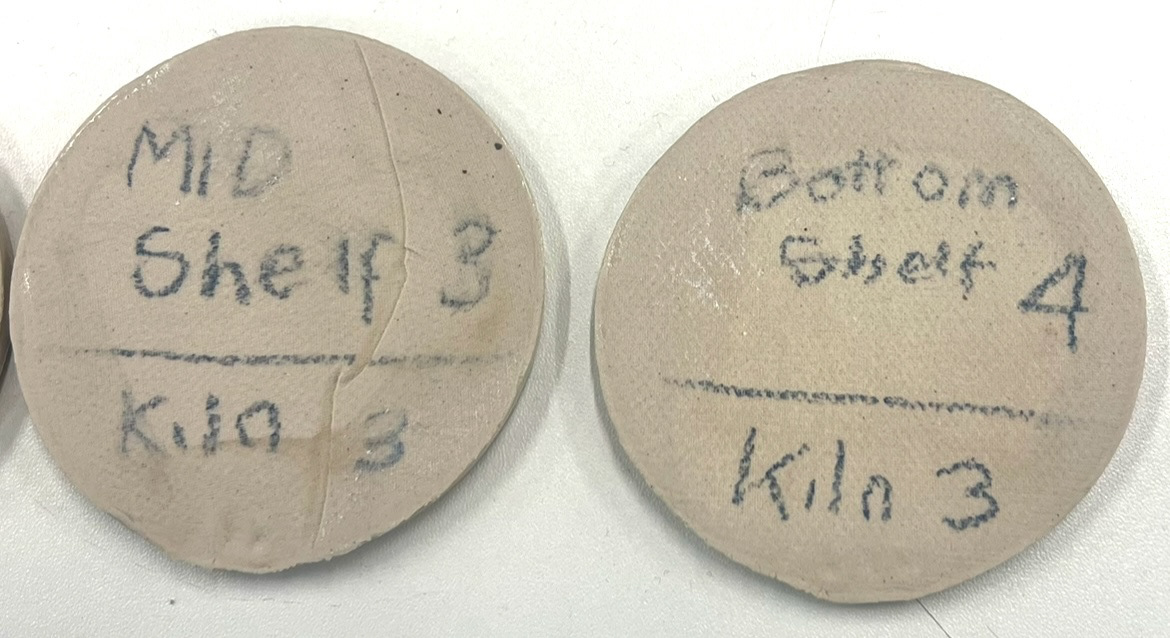 MID
Shelf 3
Kiln 3
Bottom
Shelf 4
Kiln 3